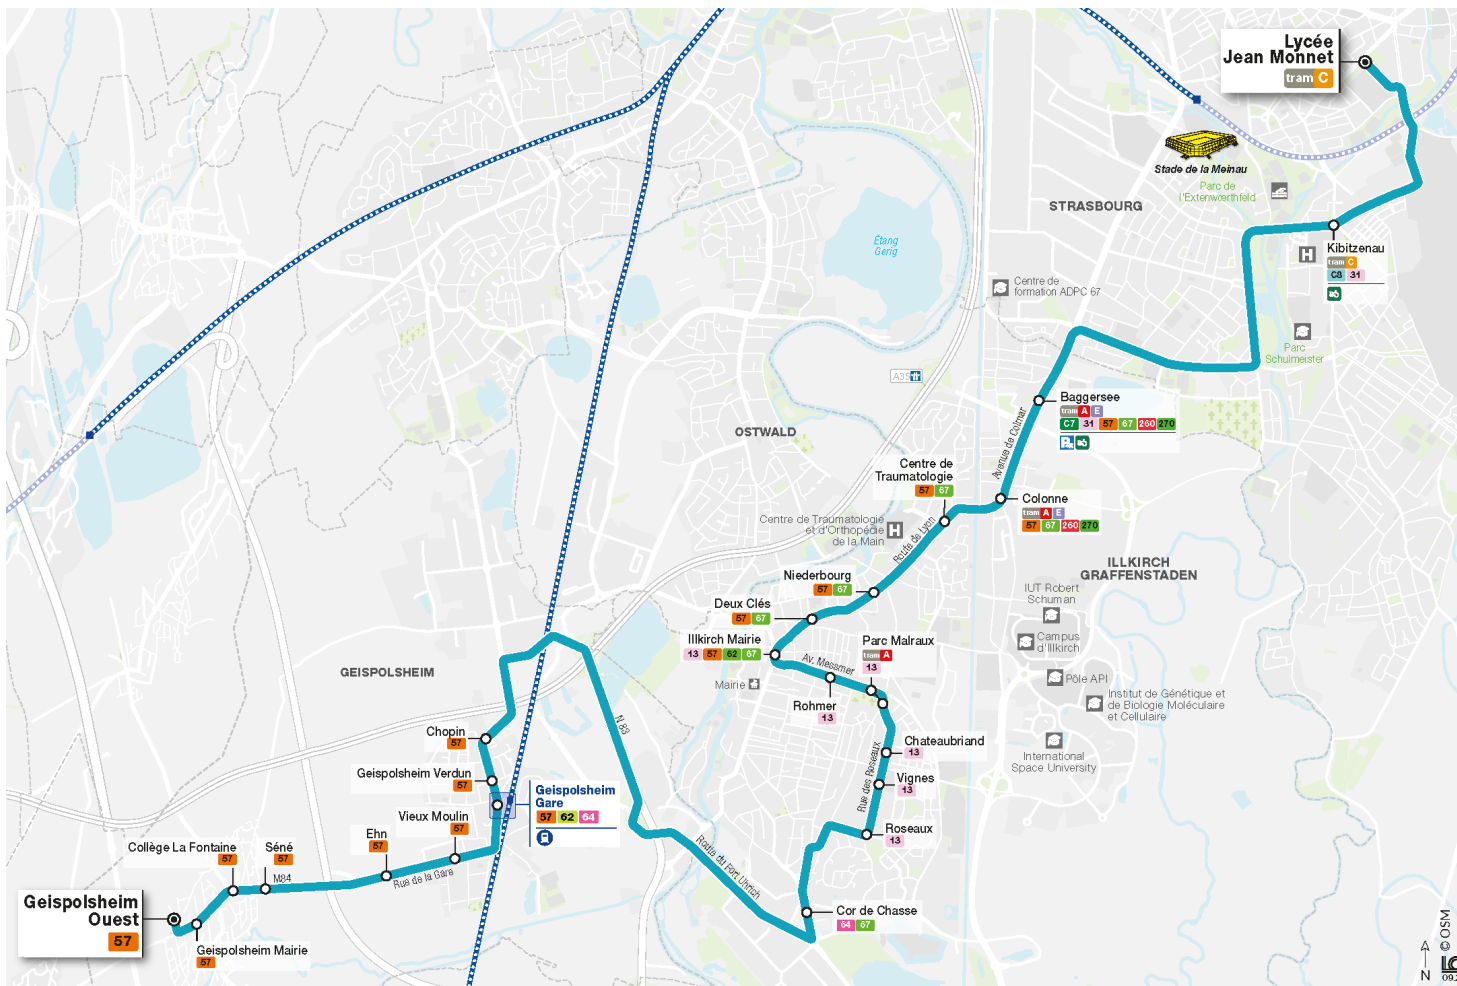 Lycée
Jean Monnet
tram C
Stade de la Meinau
Parc de
l'Extenwœrthfeld
STRASBOURG
H
Kibitzenau
tram C
C8 31
Étang
Gerig
Centre de
formation ADPC 67
Parc
Schulmeister
A35
Baggersee
tram A E
C7 31 57 67 260 270
P
Avenue de Colmar
OSTWALD
Centre de
Traumatologie
57 67
Colonne
tram A E
57 67 260 270
Centre de Traumatologie
et d'Orthopédie
de la Main
H
Route de Lyon
ILLKIRCH
GRAFFENSTADEN
Niederbourg
57 67
IUT Robert
Schuman
Deux Clés
57 67
Illkirch Mairie
13 57 62 67
Parc Malraux
tram A
13
Campus
d'Illkirch
Av. Messmer
GEISPOLSHEIM
Mairie
Pôle API
Rohmer
13
Institut de Génétique et
de Biologie Moléculaire
et Cellulaire
N 83
Chopin
57
Chateaubriand
13
International
Space University
Geispolsheim Verdun
57
Vignes
13
Rue des Roseaux
Geispolsheim
Gare
57 62 64
Vieux Moulin
57
Roseaux
13
Ehn
57
Collège La Fontaine
57
Séné
57
M84
Rue de la Gare
Route du Fort Uhrich
Geispolsheim
Ouest
57
Cor de Chasse
64 67
Geispolsheim Mairie
57
A
N
© OSM